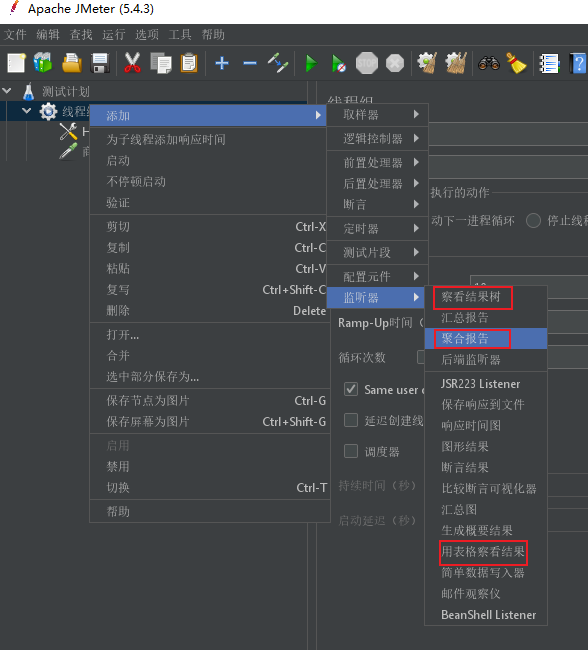 Apache JMeter (5.4.3)
文件 编辑 查找 运行 选项 工具 帮助
测试计划
线程组
线程
H
商
添加
为子线程添加响应时间
启动
不停顿启动
验证
剪切 Ctrl-X
复制 Ctrl-C
粘贴 Ctrl-V
复写 Ctrl+Shift-C
删除 Delete
打开...
合并
选中部分保存为...
保存节点为图片 Ctrl-G
保存屏幕为图片 Ctrl+Shift-G
启用
禁用
切换 Ctrl-T
帮助
取样器
逻辑控制器
前置处理器
后置处理器
断言
定时器
测试片段
配置元件
监听器
执行的动作
动下一进程循环 停止线
Ramp-Up时间（
循环次数
Same user
延迟创建线
调度器
持续时间（秒）
启动延迟（秒）
察看结果树
汇总报告
聚合报告
后端监听器
JSR223 Listener
保存响应到文件
响应时间图
图形结果
断言结果
比较断言可视化器
汇总图
生成概要结果
用表格察看结果
简单数据写入器
邮件观察仪
BeanShell Listener